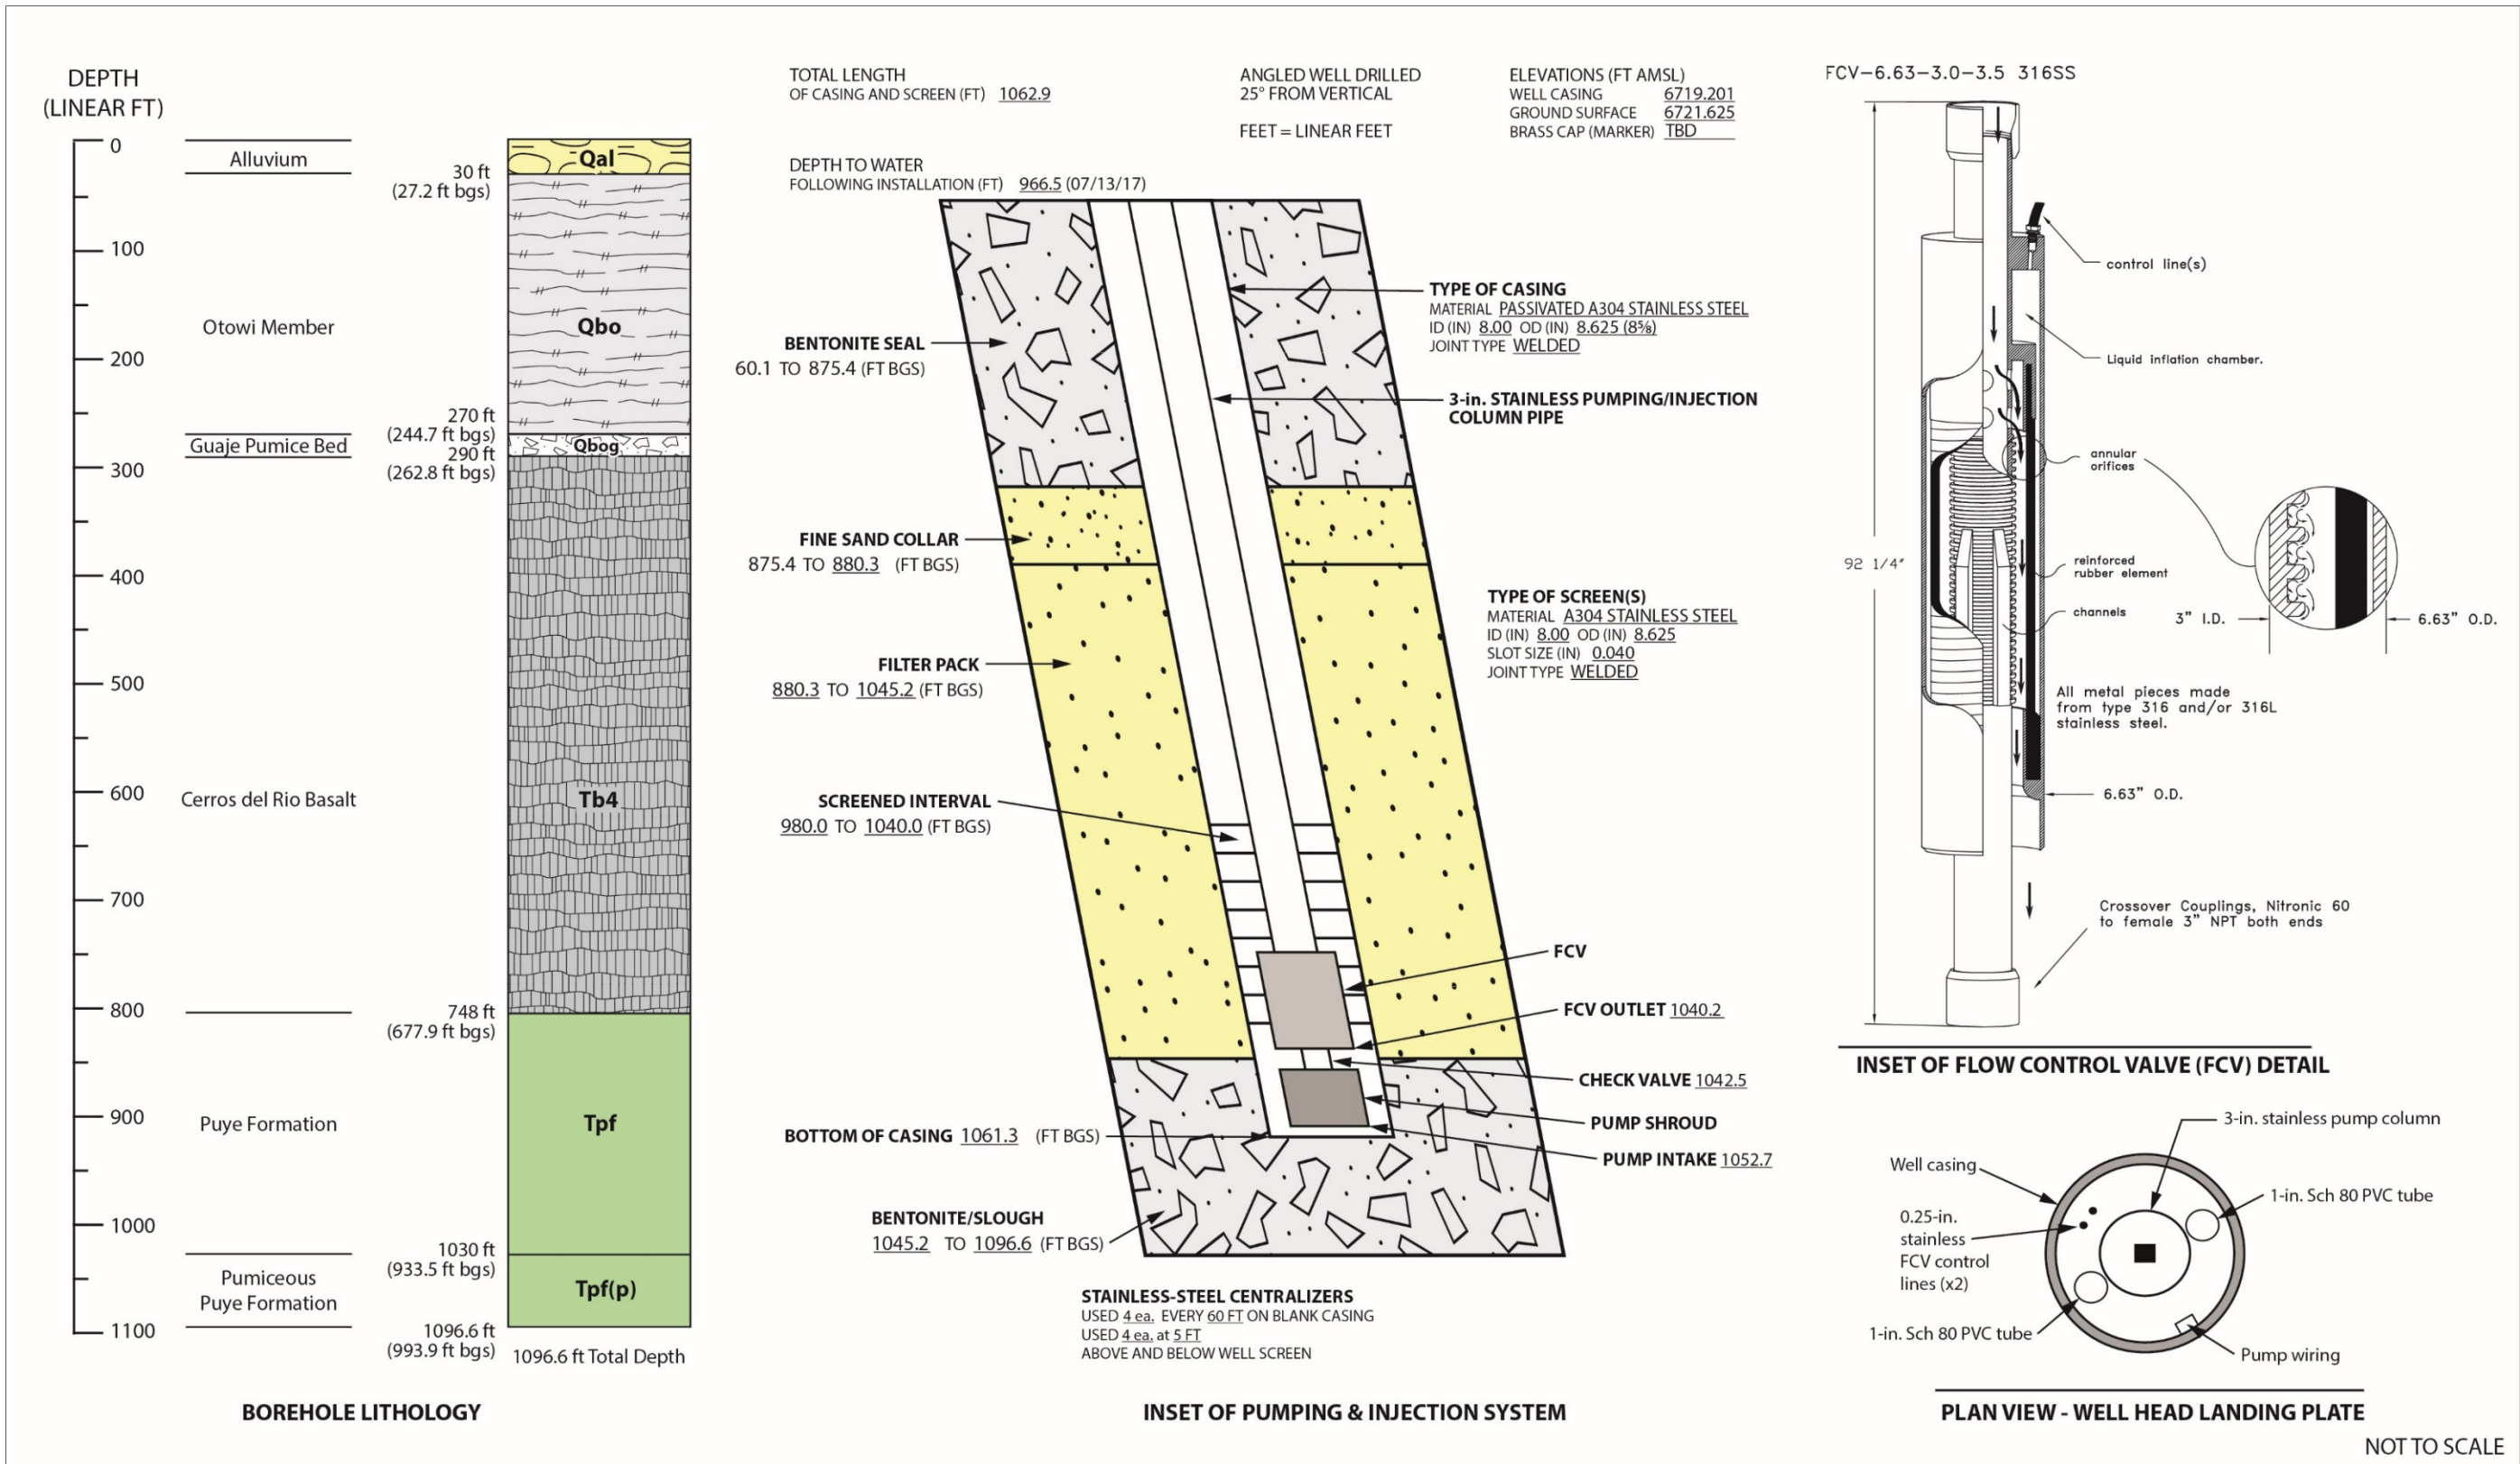 DEPTH
(LINEAR FT)
0
100
200
300
400
500
600
700
800
900
1000
1100
Alluvium
Otowi Member
Guaje Pumice Bed
Cerros del Rio Basalt
Puye Formation
Pumiceous
Puye Formation
30 ft
(27.2 ft bgs)
270 ft
(244.7 ft bgs)
290 ft
(262.8 ft bgs)
748 ft
(677.9 ft bgs)
1030 ft
(933.5 ft bgs)
1096.6 ft
(993.9 ft bgs)
Qal
Qbo
Qbog
Tb4
Tpf
Tpf(p)
1096.6 ft Total Depth
BOREHOLE LITHOLOGY
TOTAL LENGTH
OF CASING AND SCREEN (FT) 1062.9
DEPTH TO WATER
FOLLOWING INSTALLATION (FT) 966.5 (07/13/17)
ANGLED WELL DRILLED
25° FROM VERTICAL
FEET = LINEAR FEET
ELEVATIONS (FT AMSL)
WELL CASING 6719.201
GROUND SURFACE 6721.625
BRASS CAP (MARKER) TBD
BENTONITE SEAL
60.1 TO 875.4 (FT BGS)
FINE SAND COLLAR
875.4 TO 880.3 (FT BGS)
FILTER PACK
880.3 TO 1045.2 (FT BGS)
SCREENED INTERVAL
980.0 TO 1040.0 (FT BGS)
BOTTOM OF CASING 1061.3 (FT BGS)
BENTONITE/SLOUGH
1045.2 TO 1096.6 (FT BGS)
TYPE OF CASING
MATERIAL PASSIVATED A304 STAINLESS STEEL
ID (IN) 8.00 OD (IN) 8.625 (8⅝)
JOINT TYPE WELDED
3-in. STAINLESS PUMPING/INJECTION
COLUMN PIPE
TYPE OF SCREEN(S)
MATERIAL A304 STAINLESS STEEL
ID (IN) 8.00 OD (IN) 8.625
SLOT SIZE (IN) 0.040
JOINT TYPE WELDED
FCV
FCV OUTLET 1040.2
CHECK VALVE 1042.5
PUMP SHROUD
PUMP INTAKE 1052.7
STAINLESS-STEEL CENTRALIZERS
USED 4 ea. EVERY 60 FT ON BLANK CASING
USED 4 ea. at 5 FT
ABOVE AND BELOW WELL SCREEN
INSET OF PUMPING & INJECTION SYSTEM
FCV-6.63-3.0-3.5 316SS
control line(s)
Liquid inflation chamber.
annular
orifices
92 1/4"
reinforced
rubber element
channels
3" I.D.
6.63" O.D.
All metal pieces made
from type 316 and/or 316L
stainless steel.
6.63" O.D.
Crossover Couplings, Nitronic 60
to female 3" NPT both ends
INSET OF FLOW CONTROL VALVE (FCV) DETAIL
3-in. stainless pump column
Well casing
1-in. Sch 80 PVC tube
0.25-in.
stainless
FCV control
lines (x2)
1-in. Sch 80 PVC tube
Pump wiring
PLAN VIEW - WELL HEAD LANDING PLATE
NOT TO SCALE